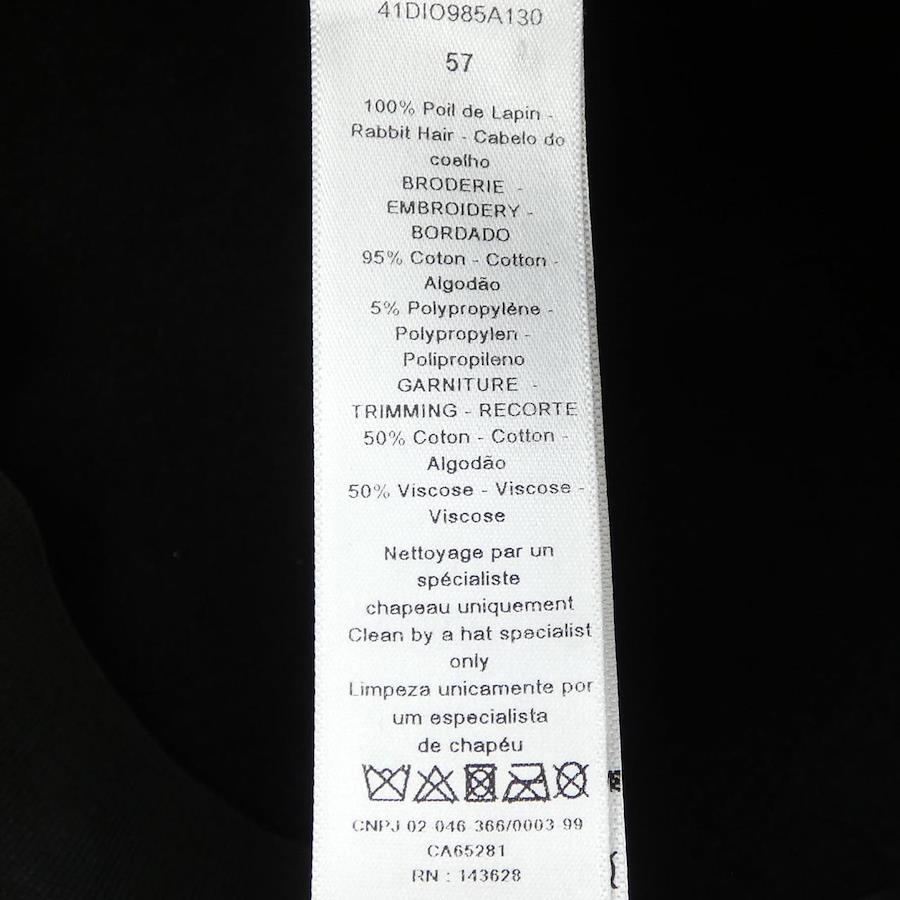 41DIO985A130
57
100% Poil de Lapin -
Rabbit Hair - Cabelo do
coelho
BRODERIE -
EMBROIDERY -
BORDADO
95% Coton - Cotton -
Algodão
5% Polypropylène -
Polypropylen -
Polipropileno
GARNITURE -
TRIMMING - RECORTE
50% Coton - Cotton -
Algodão
50% Viscose - Viscose -
Viscose
Nettoyage par un
spécialiste
chapeau uniquement
Clean by a hat specialist
only
Limpeza unicamente por
um especialista
de chapéu
CNPJ 02 046 366/0003 99
CA65281
RN : 143628